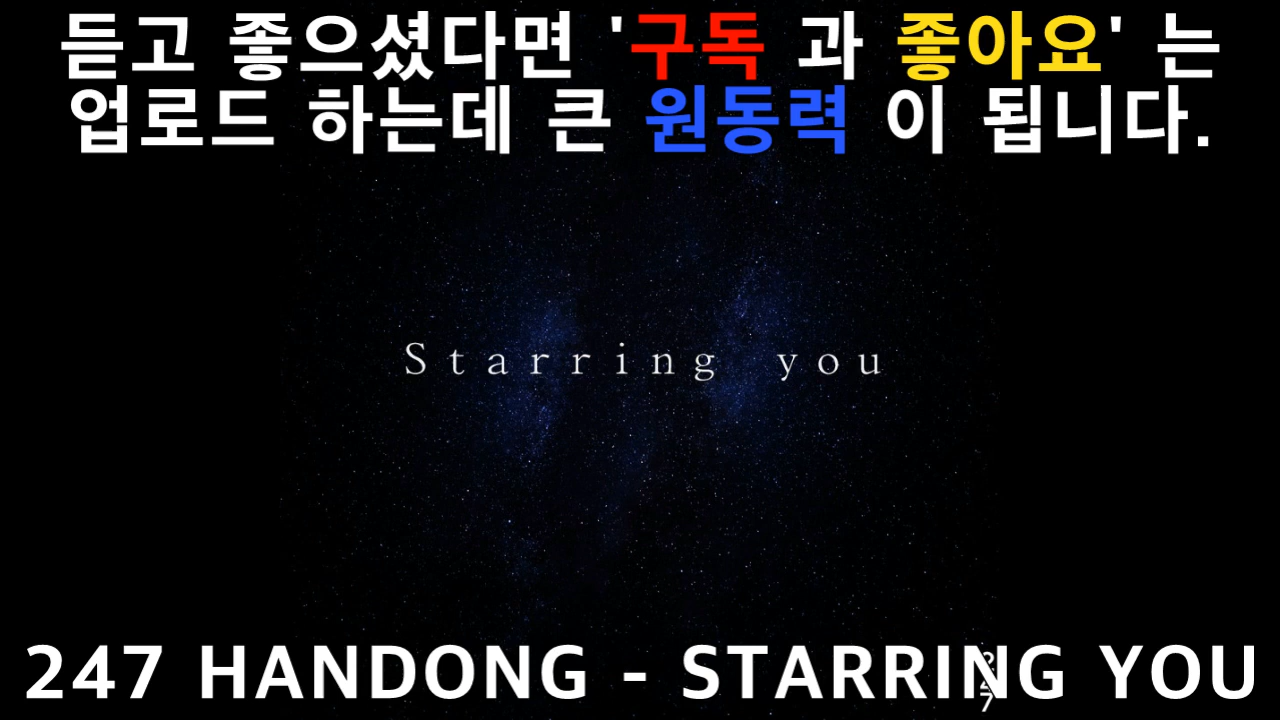 듣고 좋으셨다면 '구독 과 좋아요' 는
업로드 하는데 큰 원동력 이 됩니다.
Starring you
247 HANDONG - STARRING YOU